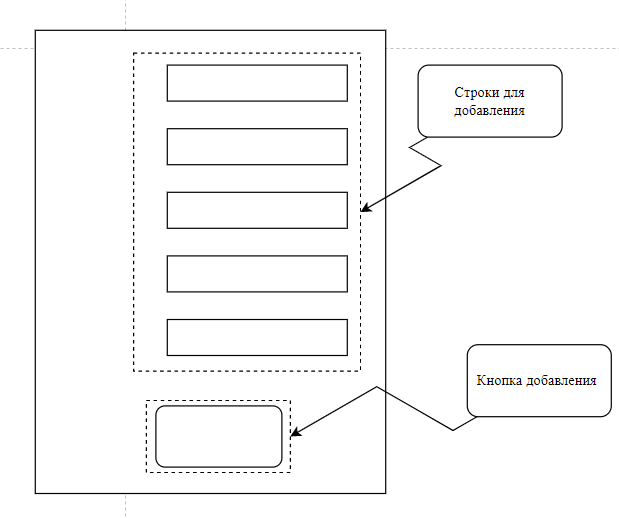 Строки для
добавления
Кнопка добавления